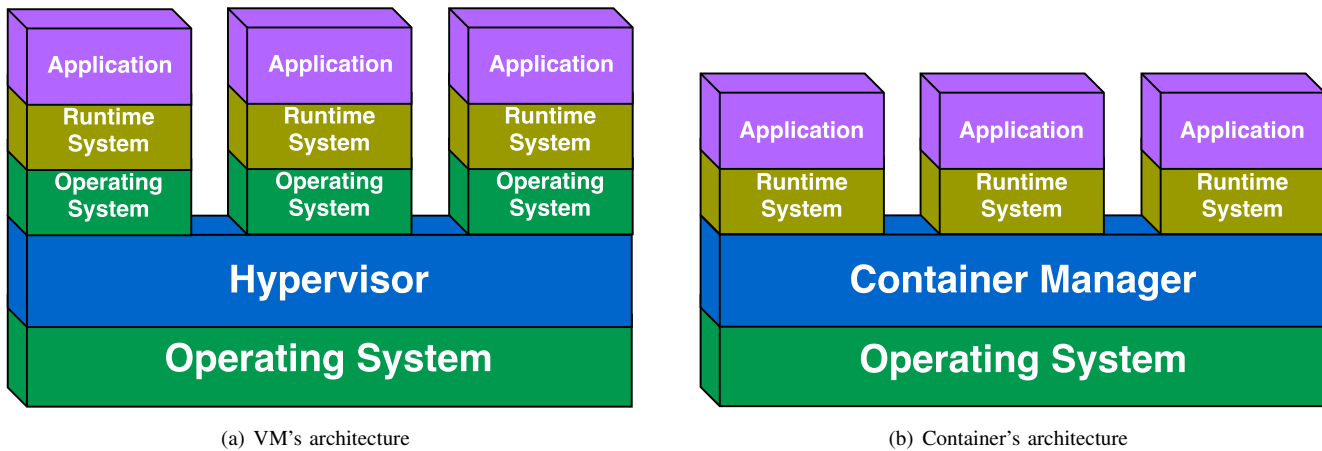 Application
Application
Application
Runtime
System
Runtime
System
Runtime
System
Operating
System
Operating
System
Operating
System
Hypervisor
Operating System
(a) VM's architecture
Application
Application
Application
Runtime
System
Runtime
System
Runtime
System
Container Manager
Operating System
(b) Container's architecture